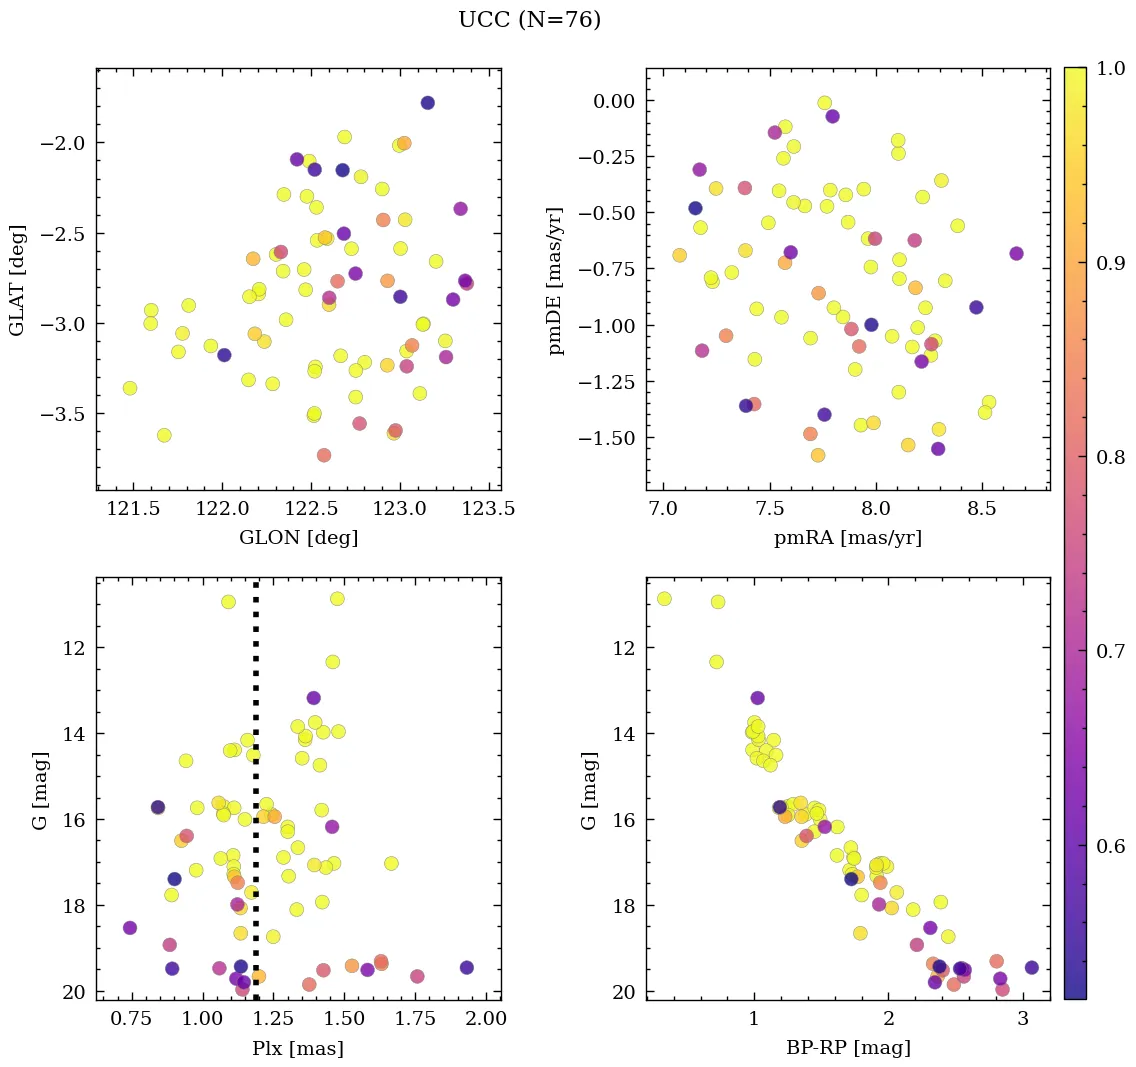 UCC (N=76)
−2.0
−2.5
−3.0
−3.5
GLAT [deg]
121.5 122.0 122.5 123.0 123.5
GLON [deg]
0.00
−0.25
−0.50
−0.75
−1.00
−1.25
−1.50
pmDE [mas/yr]
7.0 7.5 8.0 8.5
pmRA [mas/yr]
1.0
0.9
0.8
0.7
0.6
12
14
16
18
20
G [mag]
0.75 1.00 1.25 1.50 1.75 2.00
Plx [mas]
12
14
16
18
20
G [mag]
1 2 3
BP-RP [mag]